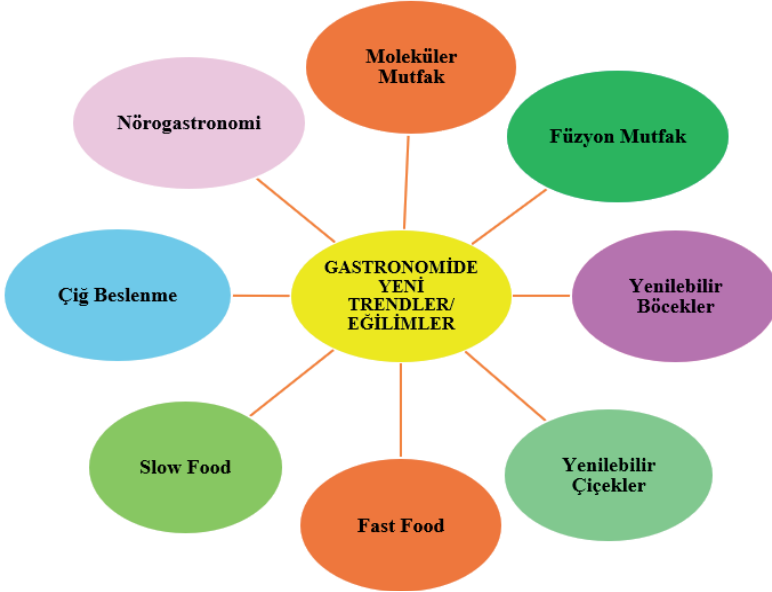 Moleküler
Mutfak
Nörogastronomi
Füzyon Mutfak
GASTRONOMİDE
YENİ
TRENDLER/
EĞİLİMLER
Çiğ Beslenme
Yenilebilir
Böcekler
Slow Food
Yenilebilir
Çiçekler
Fast Food